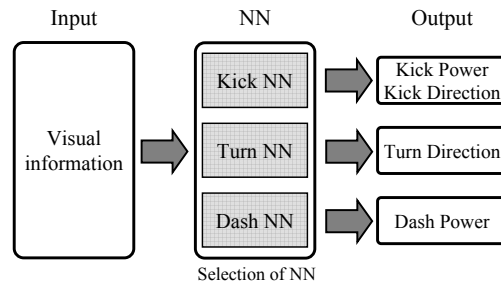 Input
NN
Output
Visual
information
Kick NN
Turn NN
Dash NN
Kick Power
Kick Direction
Turn Direction
Dash Power
Selection of NN